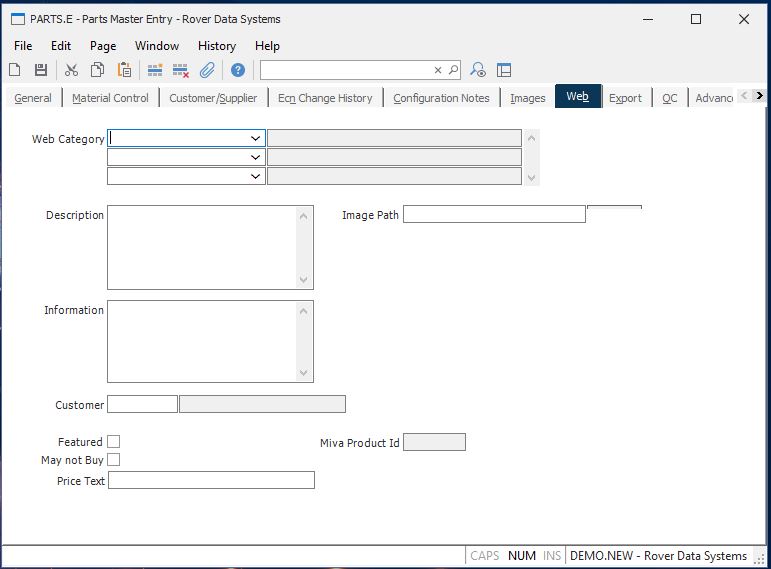 PARTS.E - Parts Master Entry - Rover Data Systems
File Edit Page Window History Help
General Material Control Customer/Supplier Ecn Change History Configuration Notes Images Web Export QC Advanc
Web Category
Description Image Path
Information
Customer
Featured Miva Product Id
May not Buy
Price Text
CAPS NUM INS DEMO.NEW - Rover Data Systems